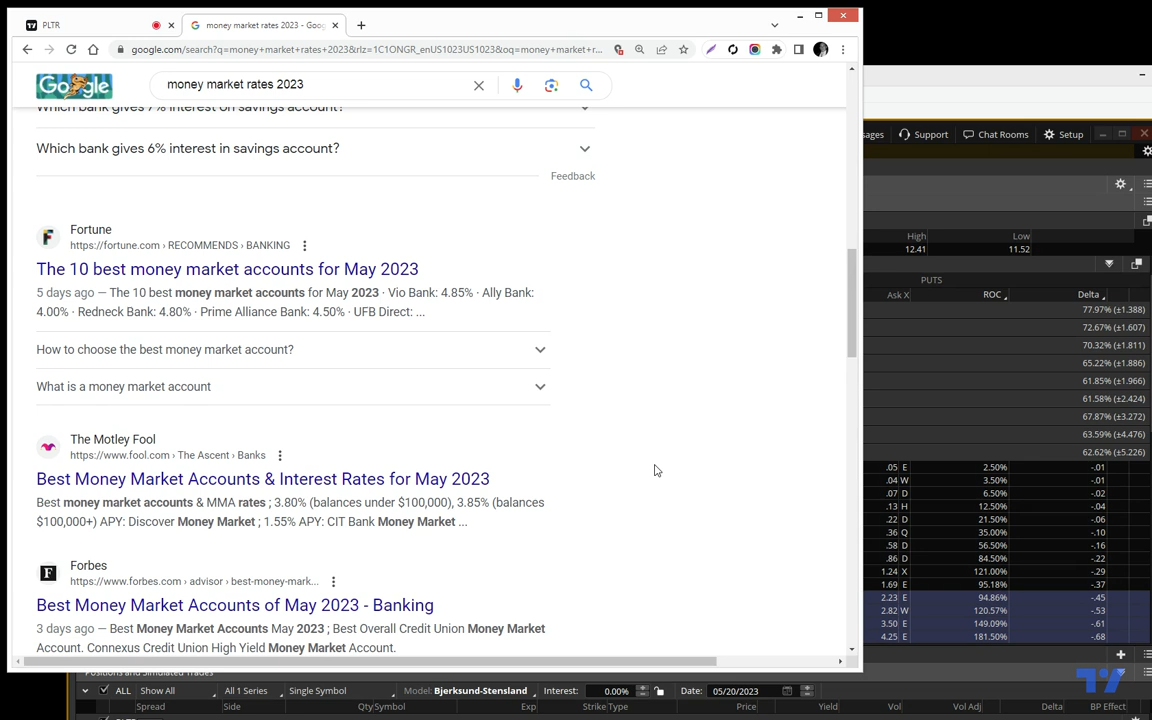 PLTR
money market rates 2023 - Goo
google.com/search?q=money+market+rates+2023&rlz=1C1ONGR_enUS1023US1023&oq=money+market+r...
Google
money market rates 2023
Which bank gives 7% interest on savings account?
Which bank gives 6% interest in savings account?
Feedback
Fortune
https://fortune.com › RECOMMENDS › BANKING
The 10 best money market accounts for May 2023
5 days ago — The 10 best money market accounts for May 2023 · Vio Bank: 4.85% · Ally Bank:
4.00% · Redneck Bank: 4.80% · Prime Alliance Bank: 4.50% · UFB Direct: ...
How to choose the best money market account?
What is a money market account
The Motley Fool
https://www.fool.com › The Ascent › Banks
Best Money Market Accounts & Interest Rates for May 2023
Best money market accounts & MMA rates ; 3.80% (balances under $100,000), 3.85% (balances
$100,000+) APY: Discover Money Market ; 1.55% APY: CIT Bank Money Market ...
Forbes
https://www.forbes.com › advisor › best-money-mark...
Best Money Market Accounts of May 2023 - Banking
3 days ago — Best Money Market Accounts May 2023 ; Best Overall Credit Union Money Market
Account. Connexus Credit Union High Yield Money Market Account.
sages Support Chat Rooms Setup
High Low
12.41 11.52
PUTS
Ask X ROC Delta
77.97% (±1.388)
72.67% (±1.607)
70.32% (±1.811)
65.22% (±1.886)
61.85% (±1.966)
61.58% (±2.424)
67.87% (±3.272)
63.59% (±4.476)
62.62% (±5.226)
.05 E 2.50% -.01
.04 W 3.50% -.01
.07 D 6.50% -.02
.13 H 12.50% -.04
.22 D 21.50% -.06
.36 Q 35.00% -.10
.58 D 56.50% -.16
.86 D 84.50% -.22
1.24 X 121.00% -.29
1.69 E 95.18% -.37
2.23 E 94.86% -.45
2.82 W 120.57% -.53
3.50 E 149.09% -.61
4.25 E 181.50% -.68
Positions and Simulated Trades
ALL Show All All 1 Series Single Symbol Model: Bjerksund-Stensland Interest: 0.00% Date: 05/20/2023
Spread Side Qty Symbol Exp Strike Type Price Yield Vol Vol Adj Delta BP Effect